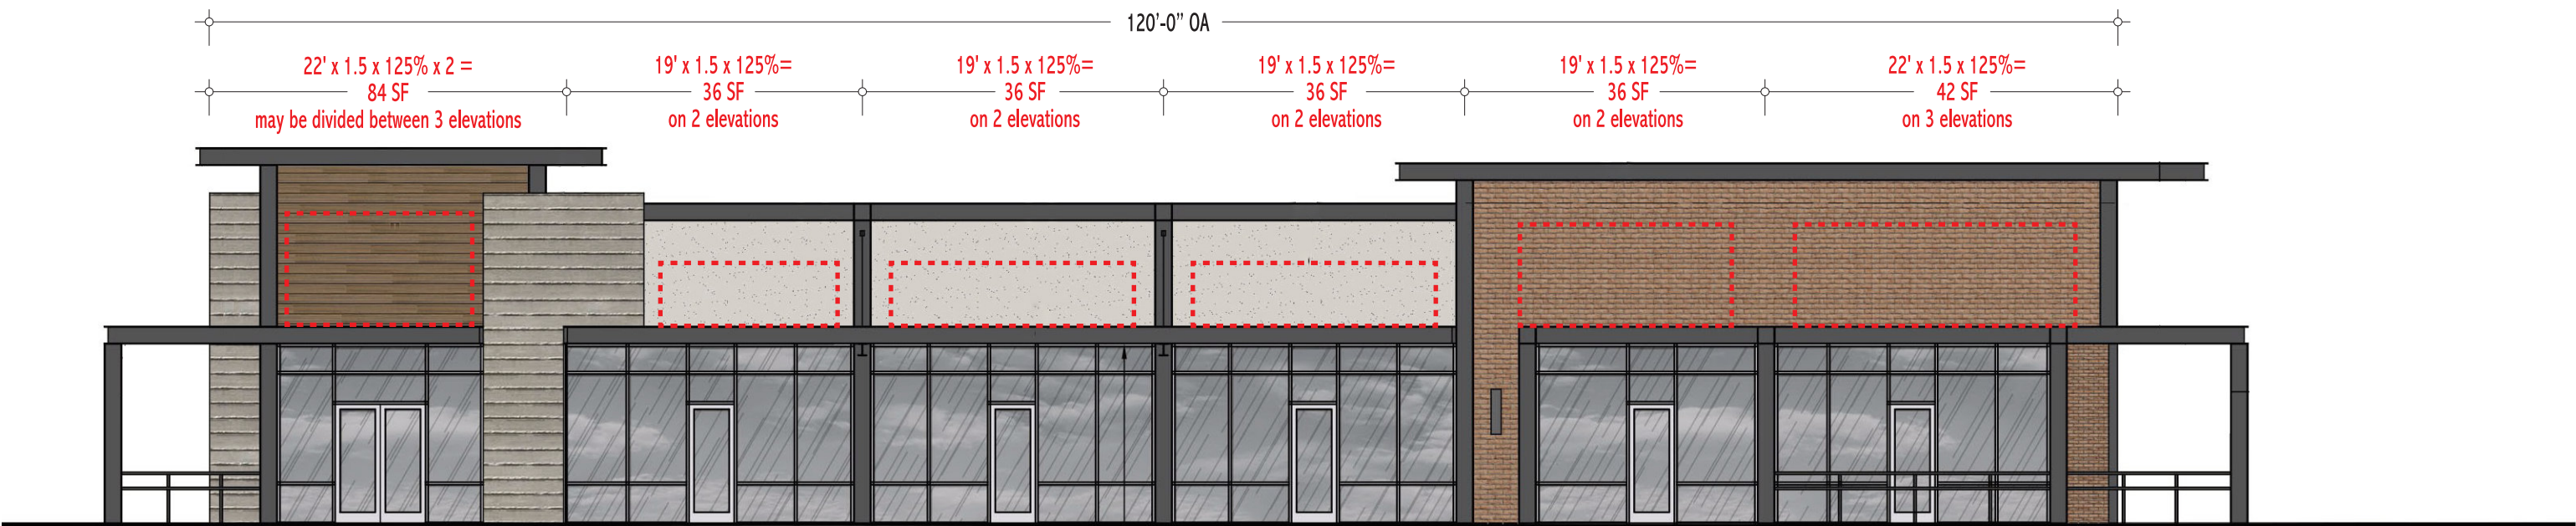 120'-0” OA
22' x 1.5 x 125% x 2 =
84 SF
may be divided between 3 elevations
19' x 1.5 x 125%=
36 SF
on 2 elevations
19' x 1.5 x 125%=
36 SF
on 2 elevations
19' x 1.5 x 125%=
36 SF
on 2 elevations
19' x 1.5 x 125%=
36 SF
on 2 elevations
22' x 1.5 x 125%=
42 SF
on 3 elevations